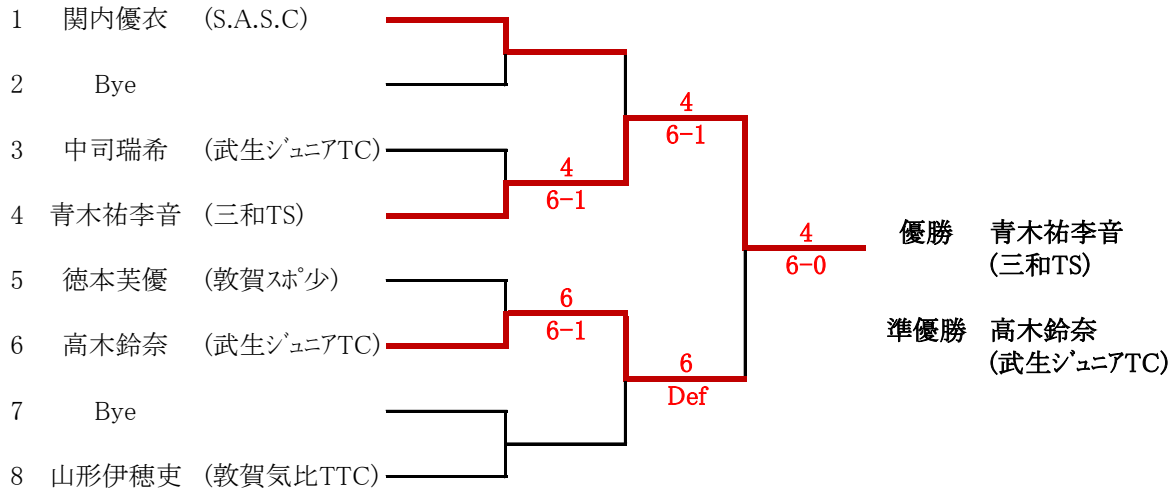 1 関内優衣 (S.A.S.C)
2 Bye
4
6-1
3 中司瑞希 (武生ジュニアTC)
4
6-1
4 青木祐李音 (三和TS)
4
6-0
優勝 青木祐李音
(三和TS)
5 徳本芙優 (敦賀スポ少)
6
6-1
準優勝 高木鈴奈
(武生ジュニアTC)
6 高木鈴奈 (武生ジュニアTC)
6
Def
7 Bye
8 山形伊穂吏 (敦賀気比TTC)